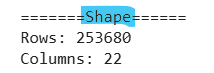 =======Shape======
Rows: 253680
Columns: 22